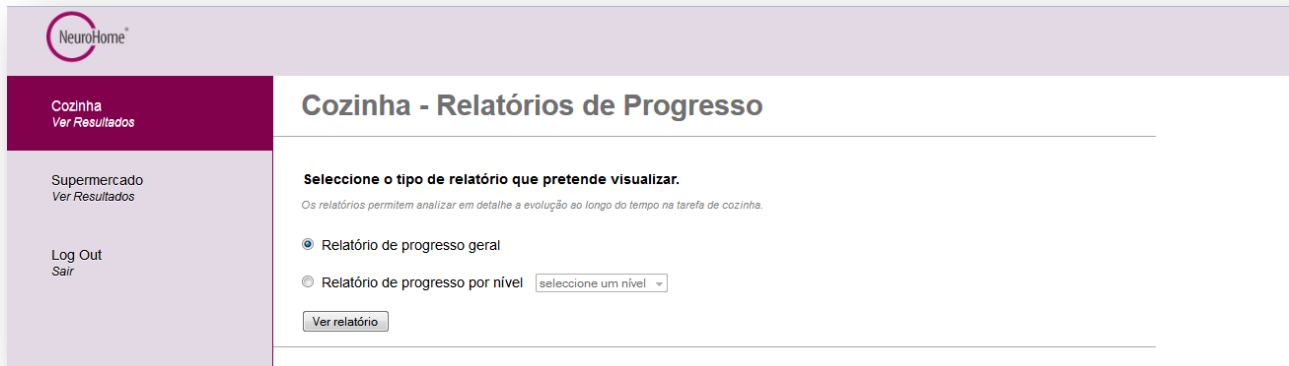 NeuroHome®
Cozinha
Ver Resultados
Supermercado
Ver Resultados
Log Out
Sair
Cozinha - Relatórios de Progresso
Seleccione o tipo de relatório que pretende visualizar.
Os relatórios permitem analizar em detalhe a evolução ao longo do tempo na tarefa de cozinha.
Relatório de progresso geral
Relatório de progresso por nível seleccione um nível
Ver relatório